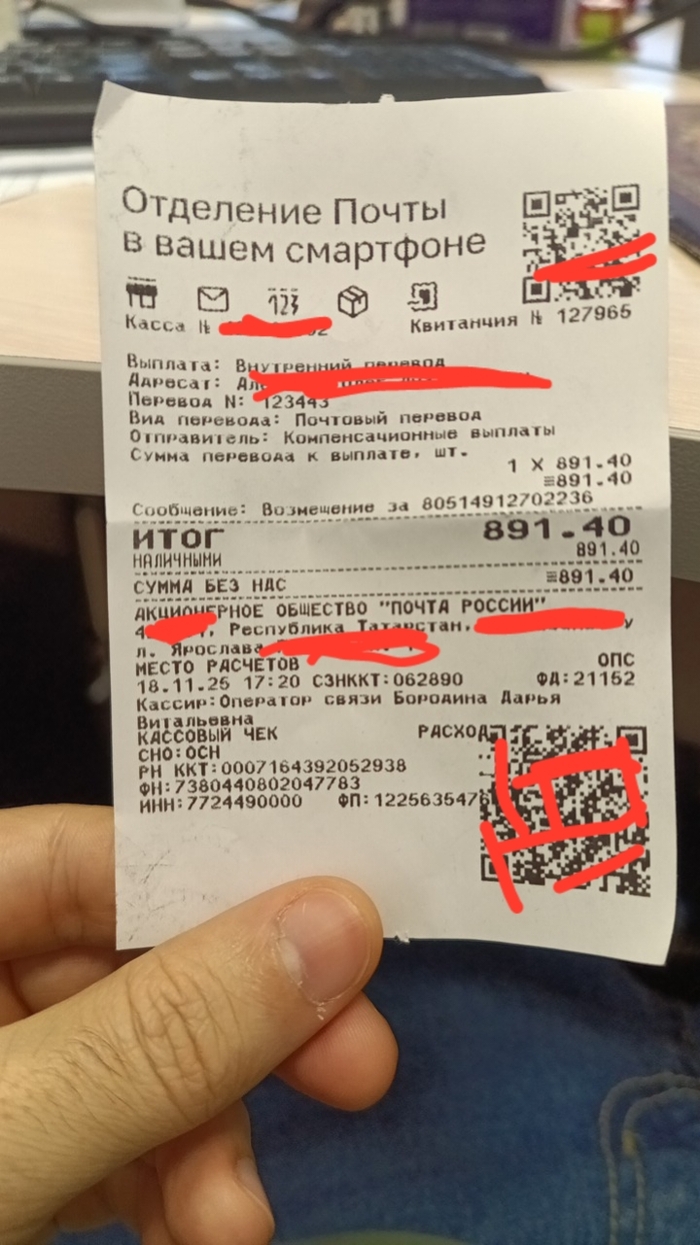 Отделение Почты
в вашем смартфоне
123
Касса №
Квитанчия № 127965
Выплата: Внутренний перевод
Адресат:
Перевод N: 123443
Вид перевода: Почтовый перевод
Отправитель: Компенсационные выплаты
Сумма перевода к выплате, шт.
1 X 891.40
≡891.40
Сообщение: Возмещение за 80514912702236
ИТОГ 891.40
НАЛИЧНЫМИ 891.40
СУММА БЕЗ НАС ≡891.40
АКЦИОНЕРНОЕ ОБЩЕСТВО "ПОЧТА РОССИИ"
Республика Татарстан,
л. Ярослава
МЕСТО РАСЧЕТОВ ОПС
18.11.25 17:20 СЗНККТ:062890 ФД:21152
Кассир:Оператор связи Бородина Дарья
Витальевна
КАССОВЫЙ ЧЕК РАСХОД
СНО:ОСН
РН ККТ:0007164392052938
ФН:7380440802047783
ИНН:7724490000 ФП:1225635476